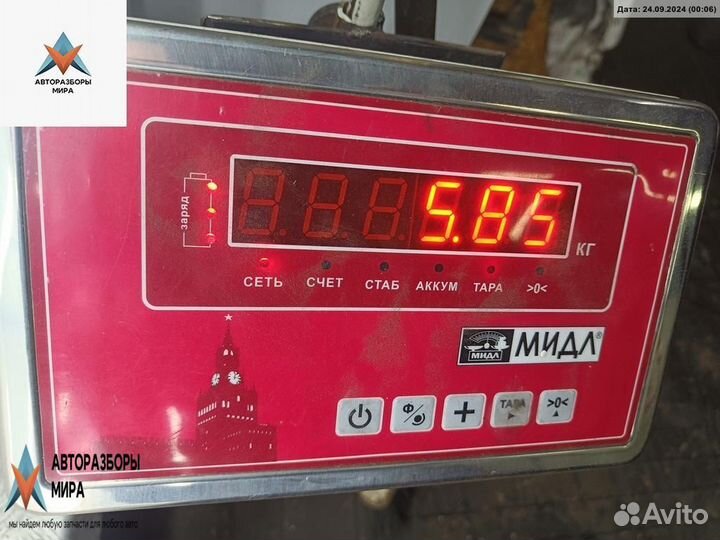 Дата: 24.09.2024 (00:06)
АВТОРАЗБОРЫ
МИРА
заряд
5.85
КГ
СЕТЬ СЧЕТ СТАБ АККУМ ТАРА >0<
МИДЛ
МИДЛ®
Ф
ТАРА
>0<
АВТОРАЗБОРЫ
МИРА
мы найдем любую запчасти для любого авто
Avito